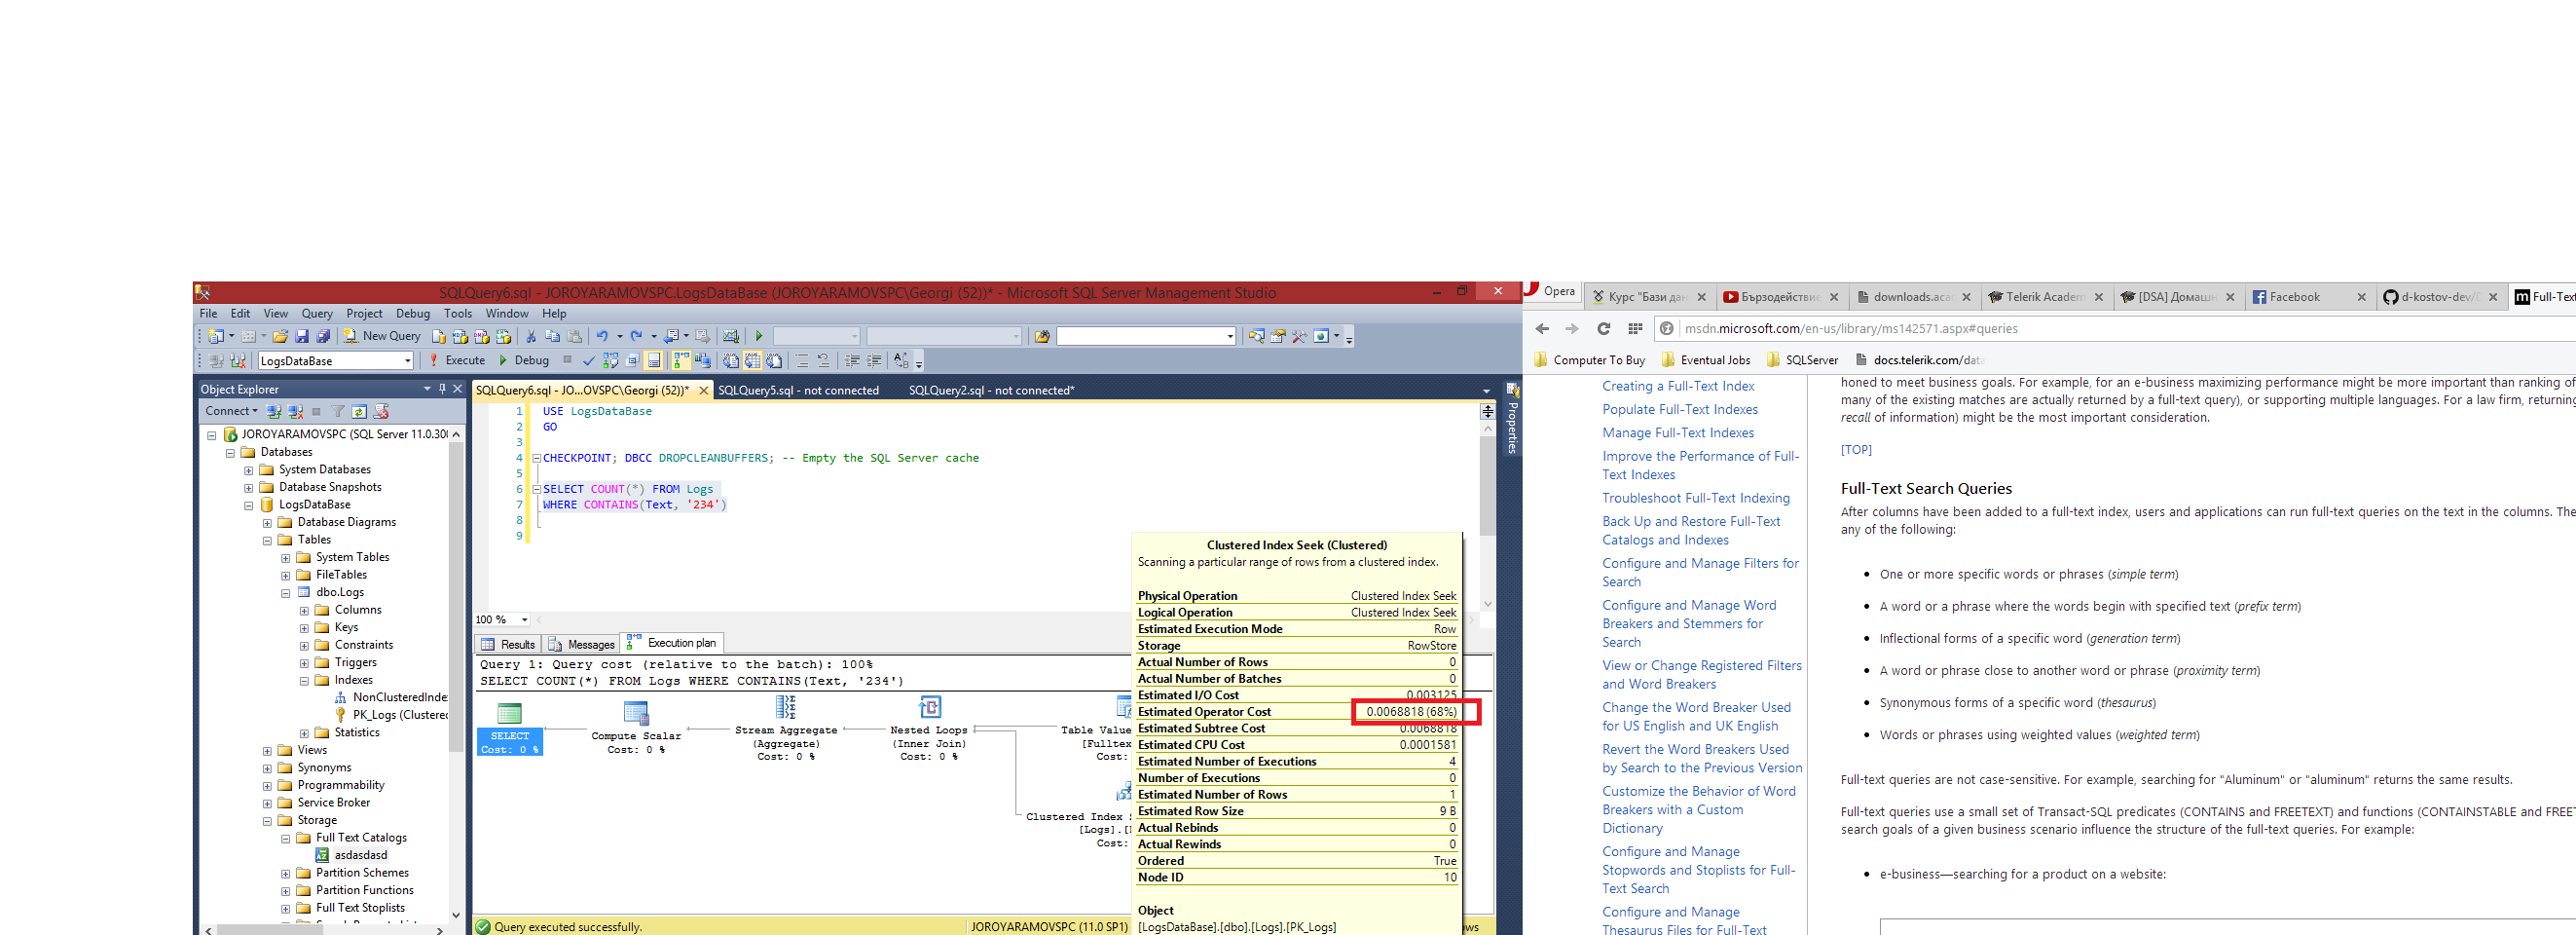 SQLQuery6.sql - JOROYARAMOVSPC.LogsDataBase (JOROYARAMOVSPC\Georgi (52))* - Microsoft SQL Server Management Studio
File Edit View Query Project Debug Tools Window Help
New Query
LogsDataBase
Execute
Debug
Object Explorer
Connect
JOROYARAMOVSPC (SQL Server 11.0.300
Databases
System Databases
Database Snapshots
LogsDataBase
Database Diagrams
Tables
System Tables
FileTables
dbo.Logs
Columns
Keys
Constraints
Triggers
Indexes
NonClusteredIndex
PK_Logs (Clustered
Statistics
Views
Synonyms
Programmability
Service Broker
Storage
Full Text Catalogs
asdasdasd
Partition Schemes
Partition Functions
Full Text Stoplists
SQLQuery6.sql - JO...OVSPC\Georgi (52))*
SQLQuery5.sql - not connected
SQLQuery2.sql - not connected*
Properties
1 USE LogsDataBase
2 GO
3
4 CHECKPOINT; DBCC DROPCLEANBUFFERS; -- Empty the SQL Server cache
5
6 SELECT COUNT(*) FROM Logs
7 WHERE CONTAINS(Text, '234')
8
9
100 %
Results
Messages
Execution plan
Query 1: Query cost (relative to the batch): 100%
SELECT COUNT(*) FROM Logs WHERE CONTAINS(Text, '234')
SELECT
Cost: 0 %
Compute Scalar
Cost: 0 %
Stream Aggregate
(Aggregate)
Cost: 0 %
Nested Loops
(Inner Join)
Cost: 0 %
Table Value
[Fulltex
Cost:
Clustered Index S
[Logs].[
Cost:
Clustered Index Seek (Clustered)
Scanning a particular range of rows from a clustered index.
Physical Operation Clustered Index Seek
Logical Operation Clustered Index Seek
Estimated Execution Mode Row
Storage RowStore
Actual Number of Rows 0
Actual Number of Batches 0
Estimated I/O Cost 0.003125
Estimated Operator Cost 0.0068818 (68%)
Estimated Subtree Cost 0.0068818
Estimated CPU Cost 0.0001581
Estimated Number of Executions 4
Number of Executions 0
Estimated Number of Rows 1
Estimated Row Size 9 B
Actual Rebinds 0
Actual Rewinds 0
Ordered True
Node ID 10
Object
[LogsDataBase].[dbo].[Logs].[PK_Logs]
Query executed successfully.
JOROYARAMOVSPC (11.0 SP1)
ws
Opera
Курс "Бази дан
Бързодействие
downloads.aca
Telerik Academ
[DSA] Домашн
Facebook
d-kostov-dev/
Full-Text
msdn.microsoft.com/en-us/library/ms142571.aspx#queries
Computer To Buy
Eventual Jobs
SQLServer
docs.telerik.com/data
Creating a Full-Text Index
Populate Full-Text Indexes
Manage Full-Text Indexes
Improve the Performance of Full-
Text Indexes
Troubleshoot Full-Text Indexing
Back Up and Restore Full-Text
Catalogs and Indexes
Configure and Manage Filters for
Search
Configure and Manage Word
Breakers and Stemmers for
Search
View or Change Registered Filters
and Word Breakers
Change the Word Breaker Used
for US English and UK English
Revert the Word Breakers Used
by Search to the Previous Version
Customize the Behavior of Word
Breakers with a Custom
Dictionary
Configure and Manage
Stopwords and Stoplists for Full-
Text Search
Configure and Manage
Thesaurus Files for Full-Text
honed to meet business goals. For example, for an e-business maximizing performance might be more important than ranking of
many of the existing matches are actually returned by a full-text query), or supporting multiple languages. For a law firm, returning
recall of information) might be the most important consideration.
[TOP]
Full-Text Search Queries
After columns have been added to a full-text index, users and applications can run full-text queries on the text in the columns. The
any of the following:
One or more specific words or phrases (simple term)
A word or a phrase where the words begin with specified text (prefix term)
Inflectional forms of a specific word (generation term)
A word or phrase close to another word or phrase (proximity term)
Synonymous forms of a specific word (thesaurus)
Words or phrases using weighted values (weighted term)
Full-text queries are not case-sensitive. For example, searching for "Aluminum" or "aluminum" returns the same results.
Full-text queries use a small set of Transact-SQL predicates (CONTAINS and FREETEXT) and functions (CONTAINSTABLE and FREET
search goals of a given business scenario influence the structure of the full-text queries. For example:
e-business—searching for a product on a website: